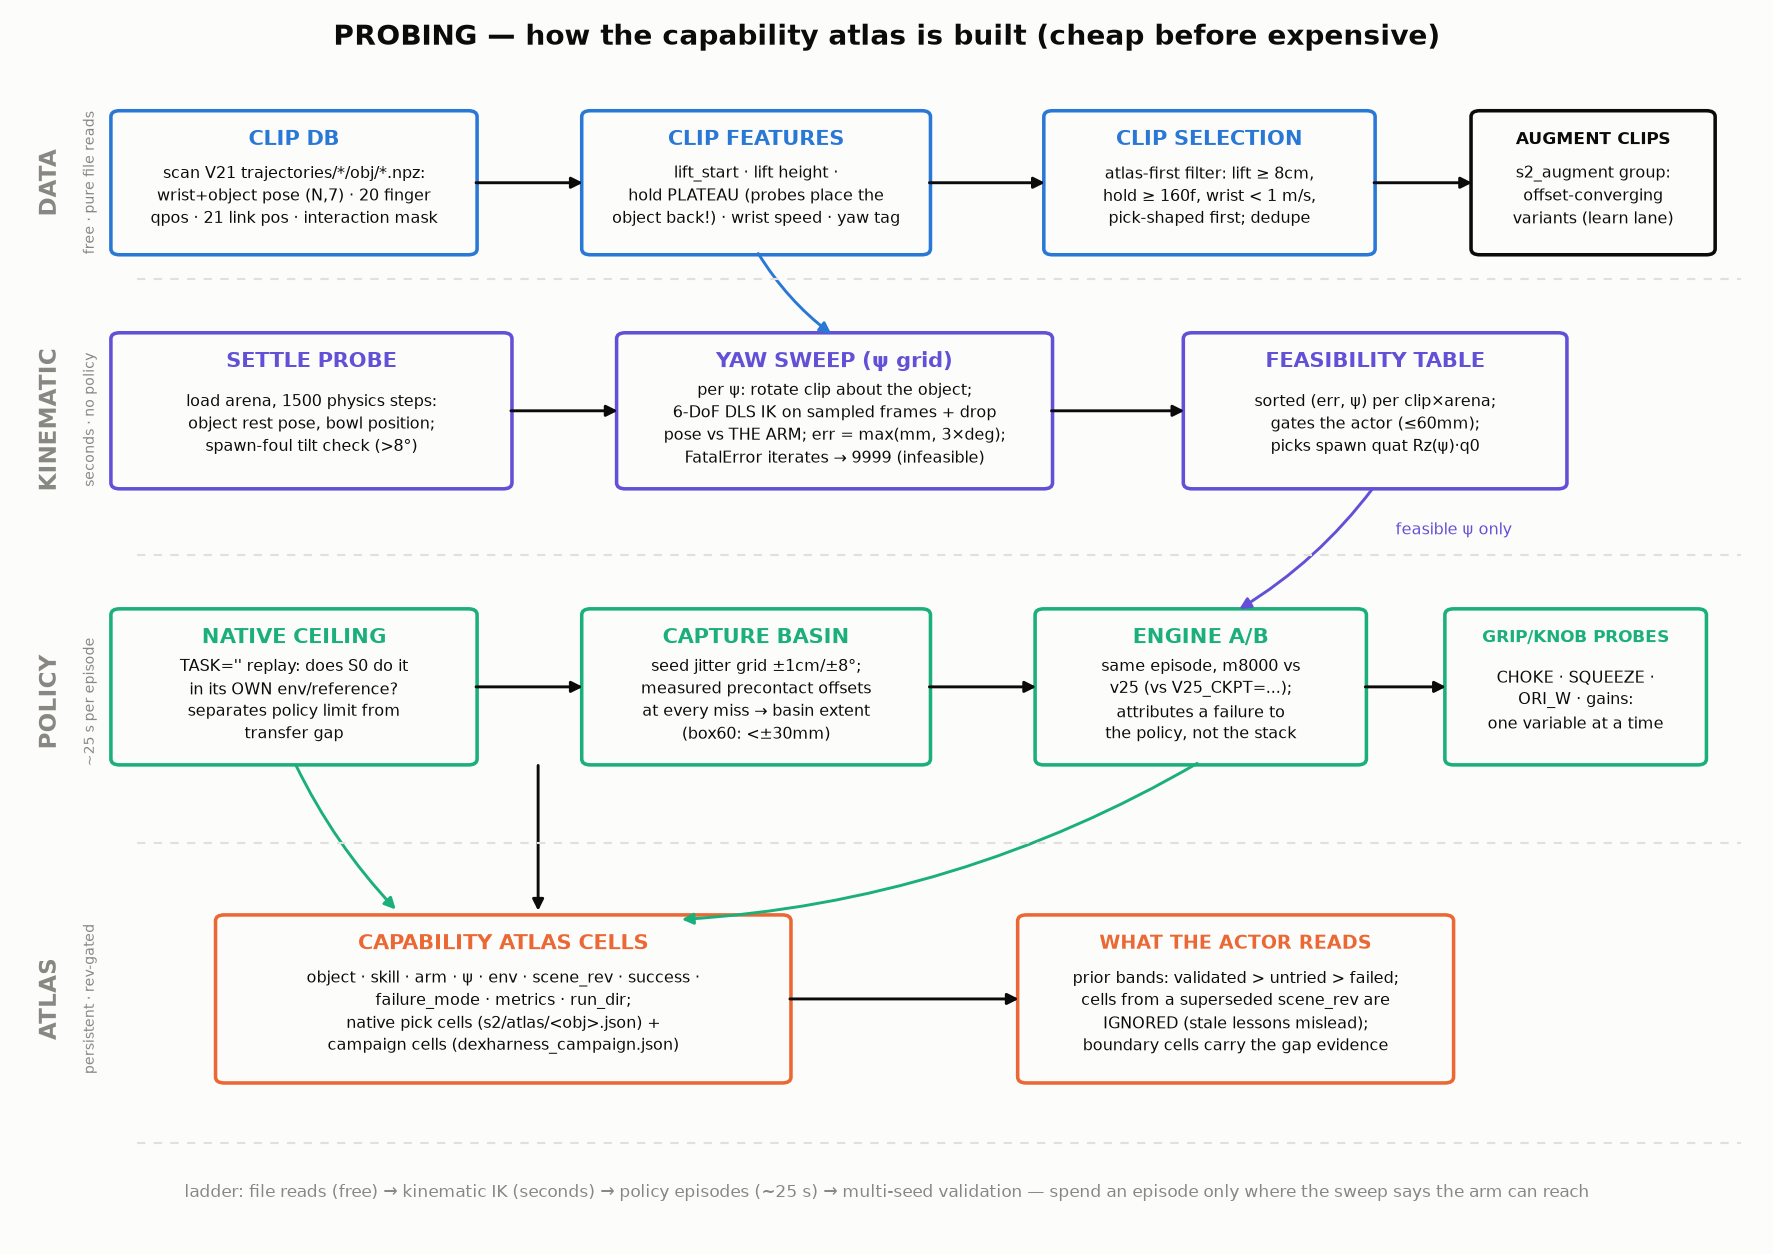 PROBING — how the capability atlas is built (cheap before expensive)
DATA
free · pure file reads
CLIP DB
scan V21 trajectories/*/obj/*.npz:
wrist+object pose (N,7) · 20 finger
qpos · 21 link pos · interaction mask
CLIP FEATURES
lift_start · lift height ·
hold PLATEAU (probes place the
object back!) · wrist speed · yaw tag
CLIP SELECTION
atlas-first filter: lift ≥ 8cm,
hold ≥ 160f, wrist < 1 m/s,
pick-shaped first; dedupe
AUGMENT CLIPS
s2_augment group:
offset-converging
variants (learn lane)
KINEMATIC
seconds · no policy
SETTLE PROBE
load arena, 1500 physics steps:
object rest pose, bowl position;
spawn-foul tilt check (>8°)
YAW SWEEP (ψ grid)
per ψ: rotate clip about the object;
6-DoF DLS IK on sampled frames + drop
pose vs THE ARM; err = max(mm, 3×deg);
FatalError iterates → 9999 (infeasible)
FEASIBILITY TABLE
sorted (err, ψ) per clip×arena;
gates the actor (≤60mm);
picks spawn quat Rz(ψ)·q0
feasible ψ only
POLICY
~25 s per episode
NATIVE CEILING
TASK='' replay: does S0 do it
in its OWN env/reference?
separates policy limit from
transfer gap
CAPTURE BASIN
seed jitter grid ±1cm/±8°;
measured precontact offsets
at every miss → basin extent
(box60: <±30mm)
ENGINE A/B
same episode, m8000 vs
v25 (vs V25_CKPT=...);
attributes a failure to
the policy, not the stack
GRIP/KNOB PROBES
CHOKE · SQUEEZE ·
ORI_W · gains:
one variable at a time
ATLAS
persistent · rev-gated
CAPABILITY ATLAS CELLS
object · skill · arm · ψ · env · scene_rev · success ·
failure_mode · metrics · run_dir;
native pick cells (s2/atlas/<obj>.json) +
campaign cells (dexharness_campaign.json)
WHAT THE ACTOR READS
prior bands: validated > untried > failed;
cells from a superseded scene_rev are
IGNORED (stale lessons mislead);
boundary cells carry the gap evidence
ladder: file reads (free) → kinematic IK (seconds) → policy episodes (~25 s) → multi-seed validation — spend an episode only where the sweep says the arm can reach